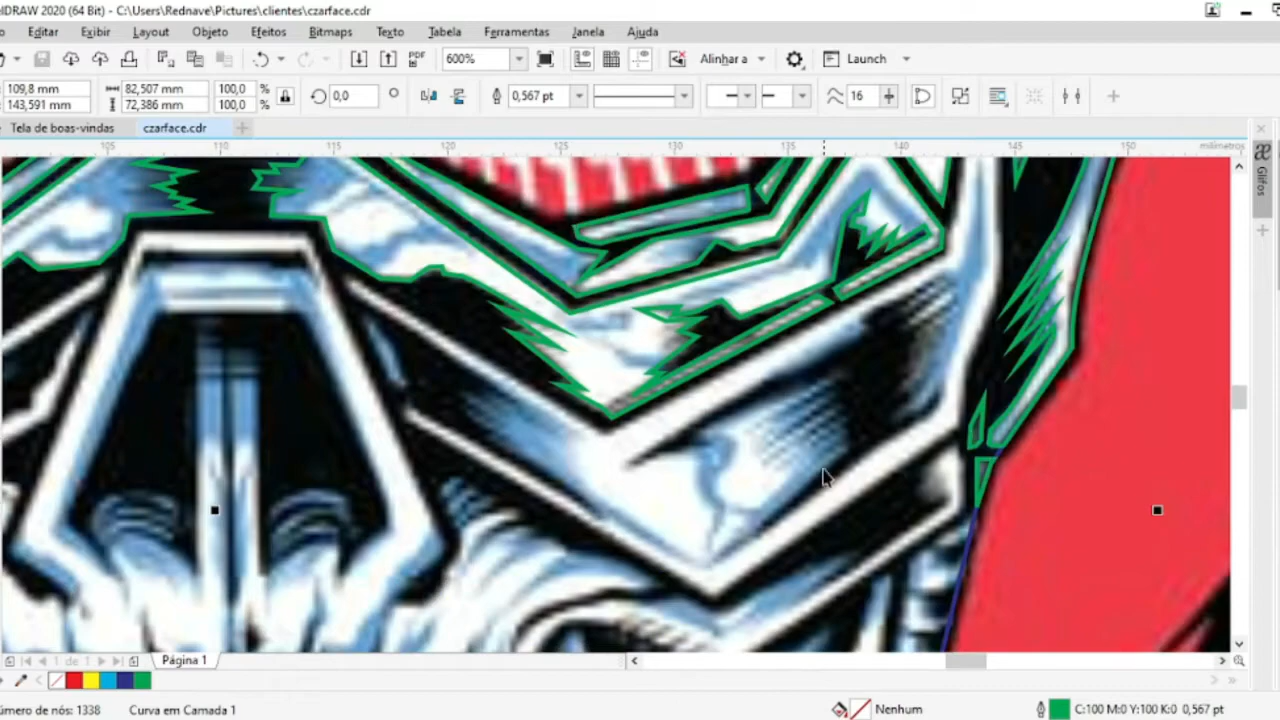 elDRAW 2020 (64 Bit) - C:\Users\Rednave\Pictures\clientes\czarface.cdr
Editar Exibir Layout Objeto Efeitos Bitmaps Texto Tabela Ferramentas Janela Ajuda
PDF 600% Alinhar a Launch
109,8 mm 82,507 mm 100,0 % 0,0 0,567 pt 16
143,591 mm 72,386 mm 100,0 %
Tela de boas-vindas czarface.cdr
105 110 115 120 125 130 135 140 145 150 milímetros
Glifos
1 de 1 Página 1
número de nós: 1338 Curva em Camada 1 Nenhum C:100 M:0 Y:100 K:0 0,567 pt